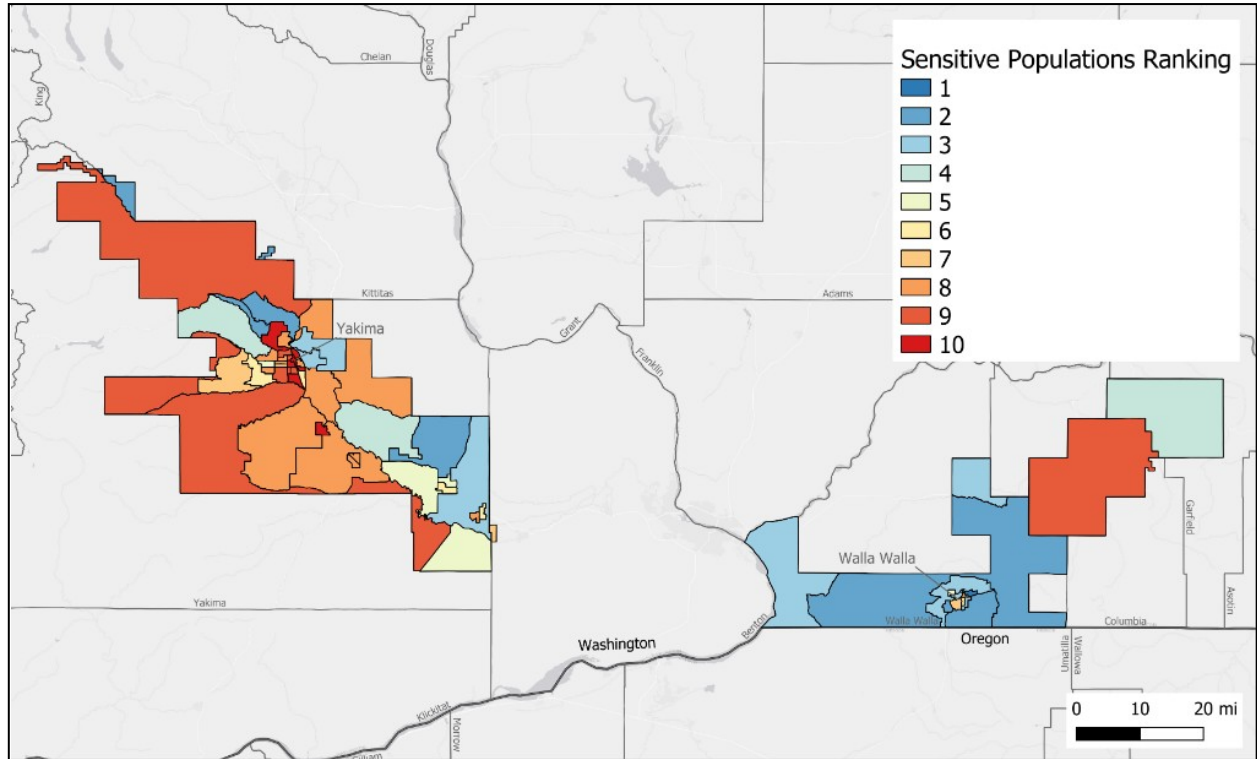 Sensitive Populations Ranking
1
2
3
4
5
6
7
8
9
10
Chelan
Douglas
King
Kittitas
Adams
Grant
Yakima
Franklin
Garfield
Walla Walla
Yakima
Asotin
Benton
Walla Walla
Columbia
Washington
Oregon
Umatilla
Wallowa
Klickitat
Morrow
0 10 20 mi